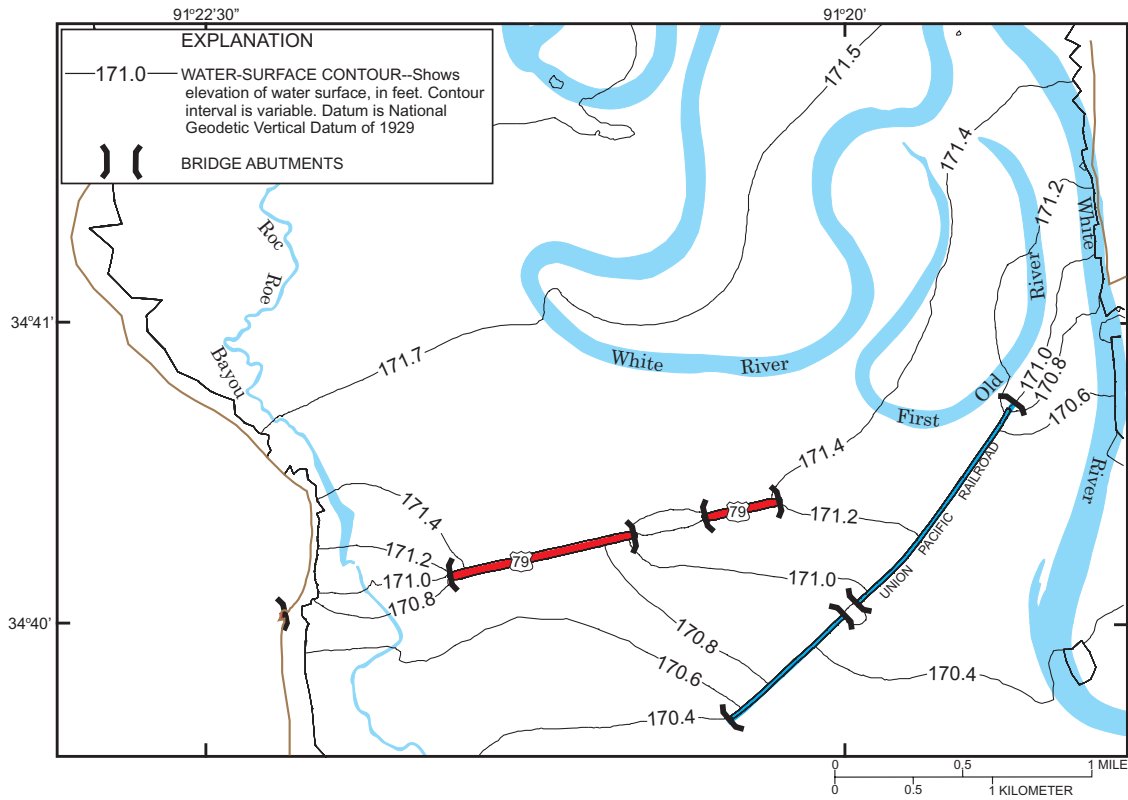 91°22'30"
91°20'
EXPLANATION
171.0
WATER-SURFACE CONTOUR--Shows
elevation of water surface, in feet. Contour
interval is variable. Datum is National
Geodetic Vertical Datum of 1929
BRIDGE ABUTMENTS
171.5
171.4
171.2
White
Roc
Roe
Bayou
River
34°41'
171.7
White River
First Old
171.0
170.8
170.6
171.4
River
171.4
79
171.2
UNION PACIFIC RAILROAD
171.2
79
171.0
171.0
170.8
34°40'
170.8
170.6
170.4
170.4
0 0.5 1 MILE
0 0.5 1 KILOMETER